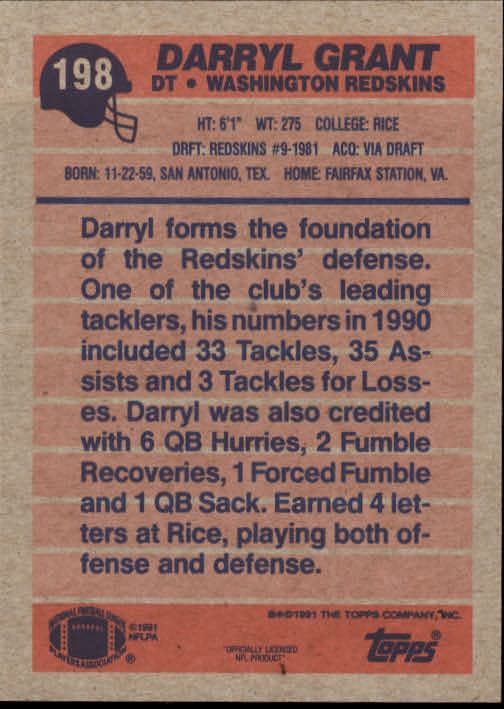 198
DARRYL GRANT
DT • WASHINGTON REDSKINS
HT: 6'1" WT: 275 COLLEGE: RICE
DRFT: REDSKINS #9-1981 ACQ: VIA DRAFT
BORN: 11-22-59, SAN ANTONIO, TEX. HOME: FAIRFAX STATION, VA.
Darryl forms the foundation
of the Redskins' defense.
One of the club's leading
tacklers, his numbers in 1990
included 33 Tackles, 35 As-
sists and 3 Tackles for Loss-
es. Darryl was also credited
with 6 QB Hurries, 2 Fumble
Recoveries, 1 Forced Fumble
and 1 QB Sack. Earned 4 let-
ters at Rice, playing both of-
fense and defense.
NATIONAL FOOTBALL LEAGUE
PLAYERS ASSOCIATION ®
©1991
NFLPA
®©1991 THE TOPPS COMPANY, INC.
"OFFICIALLY LICENSED
NFL PRODUCT"
topps®